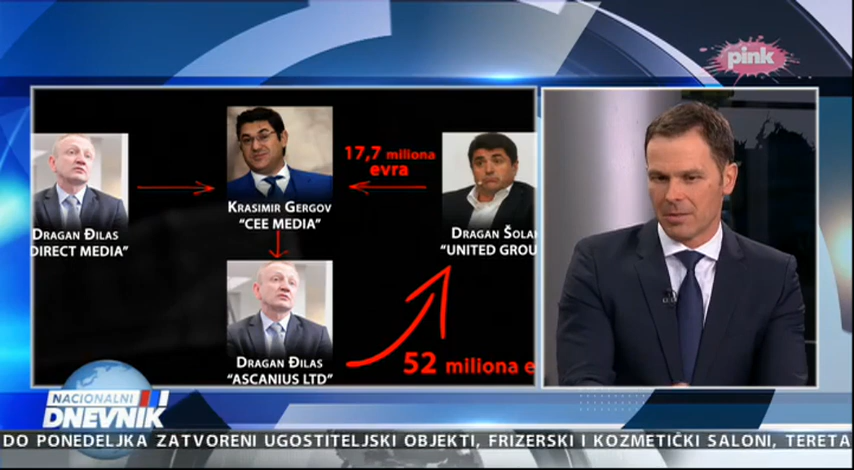 pink
17,7 miliona
evra
KRASIMIR GERGOV
"CEE MEDIA"
DRAGAN ĐILAS
DIRECT MEDIA"
DRAGAN ŠOLA
"UNITED GROU
DRAGAN ĐILAS
"ASCANIUS LTD"
52 miliona e
NACIONALNI
DNEVNIK
DO PONEDELJKA ZATVORENI UGOSTITELJSKI OBJEKTI, FRIZERSKI I KOZMETIČKI SALONI, TERETA